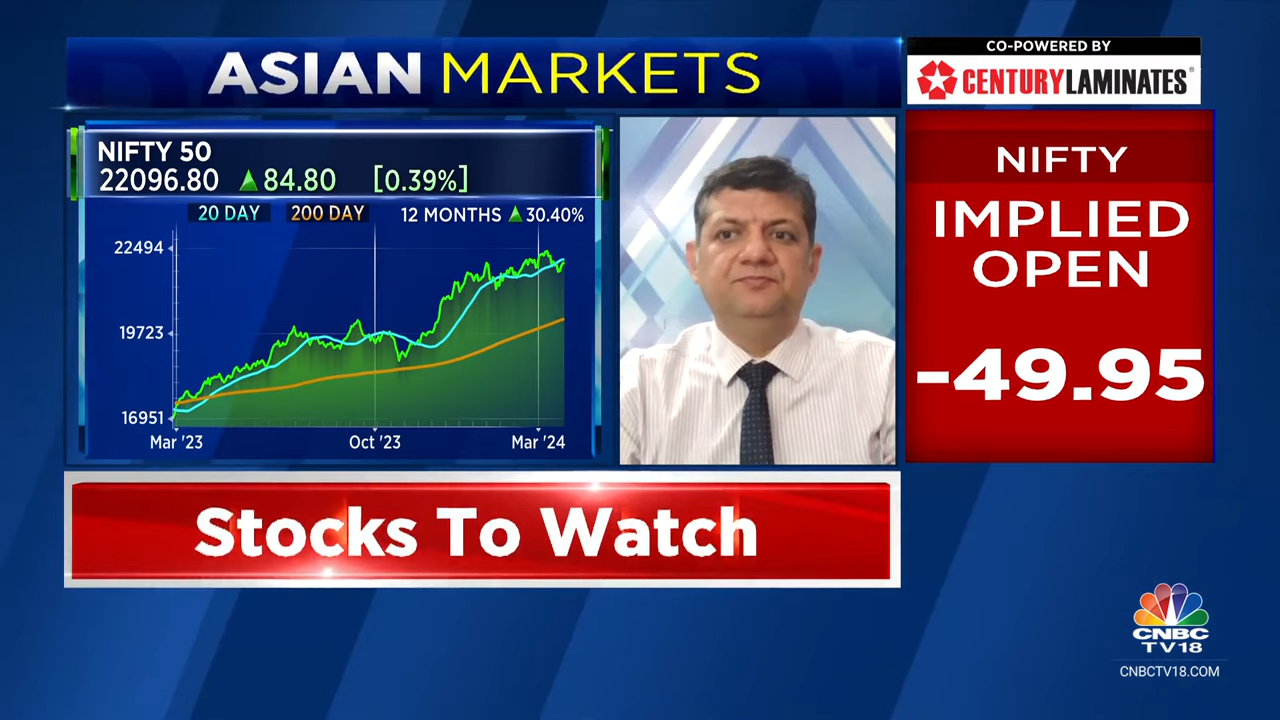 ASIAN MARKETS
CO-POWERED BY
CENTURYLAMINATES®
NIFTY 50
22096.80 ▲ 84.80 [0.39%]
20 DAY 200 DAY 12 MONTHS ▲ 30.40%
22494
19723
16951
Mar '23 Oct '23 Mar '24
NIFTY
IMPLIED
OPEN
-49.95
Stocks To Watch
CNBC
TV18
CNBCTV18.COM